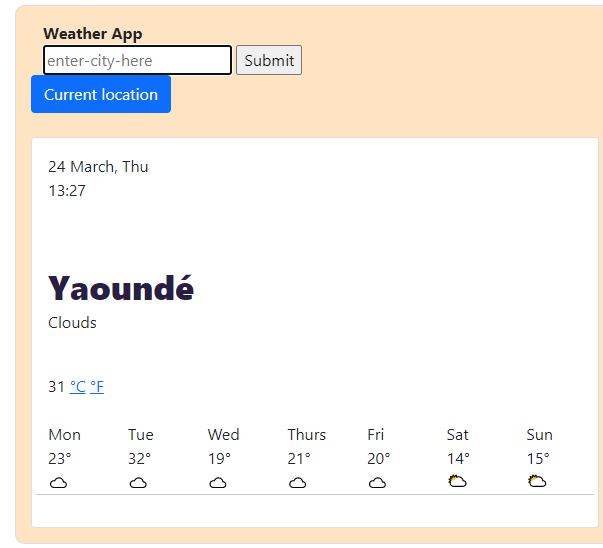 Weather App
enter-city-here Submit
Current location
24 March, Thu
13:27
Yaoundé
Clouds
31 °C °F
Mon Tue Wed Thurs Fri Sat Sun
23° 32° 19° 21° 20° 14° 15°